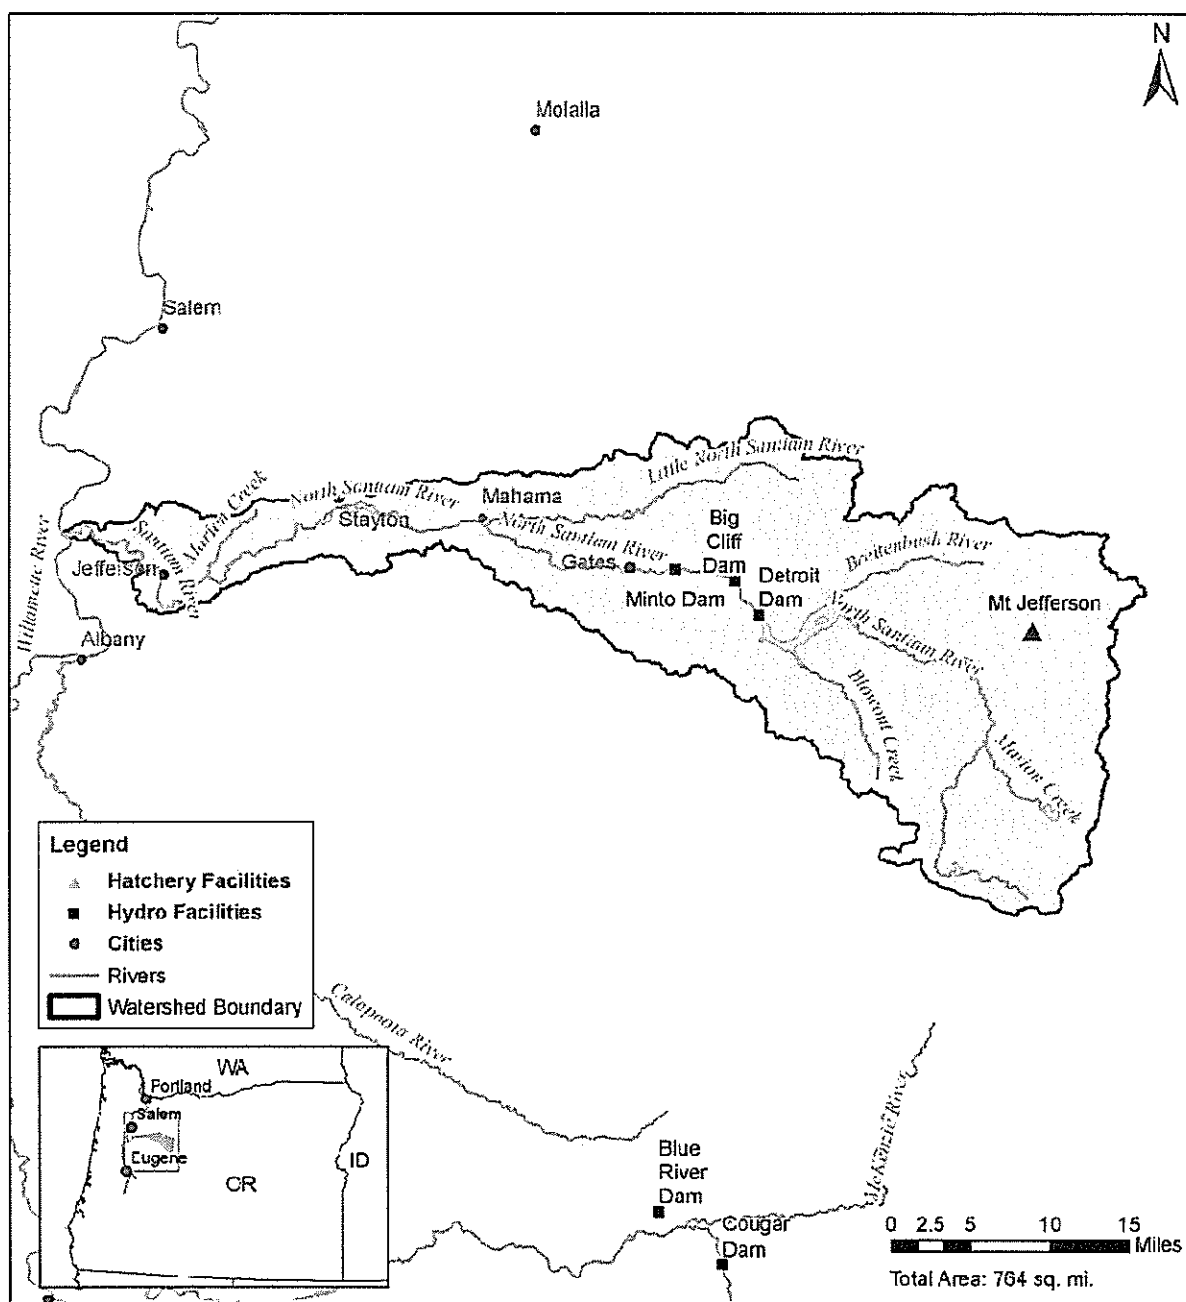 N
Molalla
Salem
Little North Santiam River
Marion Creek
North Santiam River
Mahama
Stayton
North Santiam River
Big
Cliff
Dam
Santiam River
Willamette River
Jefferson
Gates
Minto Dam
Detroit
Dam
Breitenbush River
North Santiam River
Mt Jefferson
Albany
Blowout Creek
Marion Creek
Legend
Hatchery Facilities
Hydro Facilities
Cities
Rivers
Watershed Boundary
Calapooia River
WA
Portland
Salem
Eugene
OR
ID
McKenzie River
Blue
River
Dam
Cougar
Dam
0 2.5 5 10 15
Miles
Total Area: 764 sq. mi.